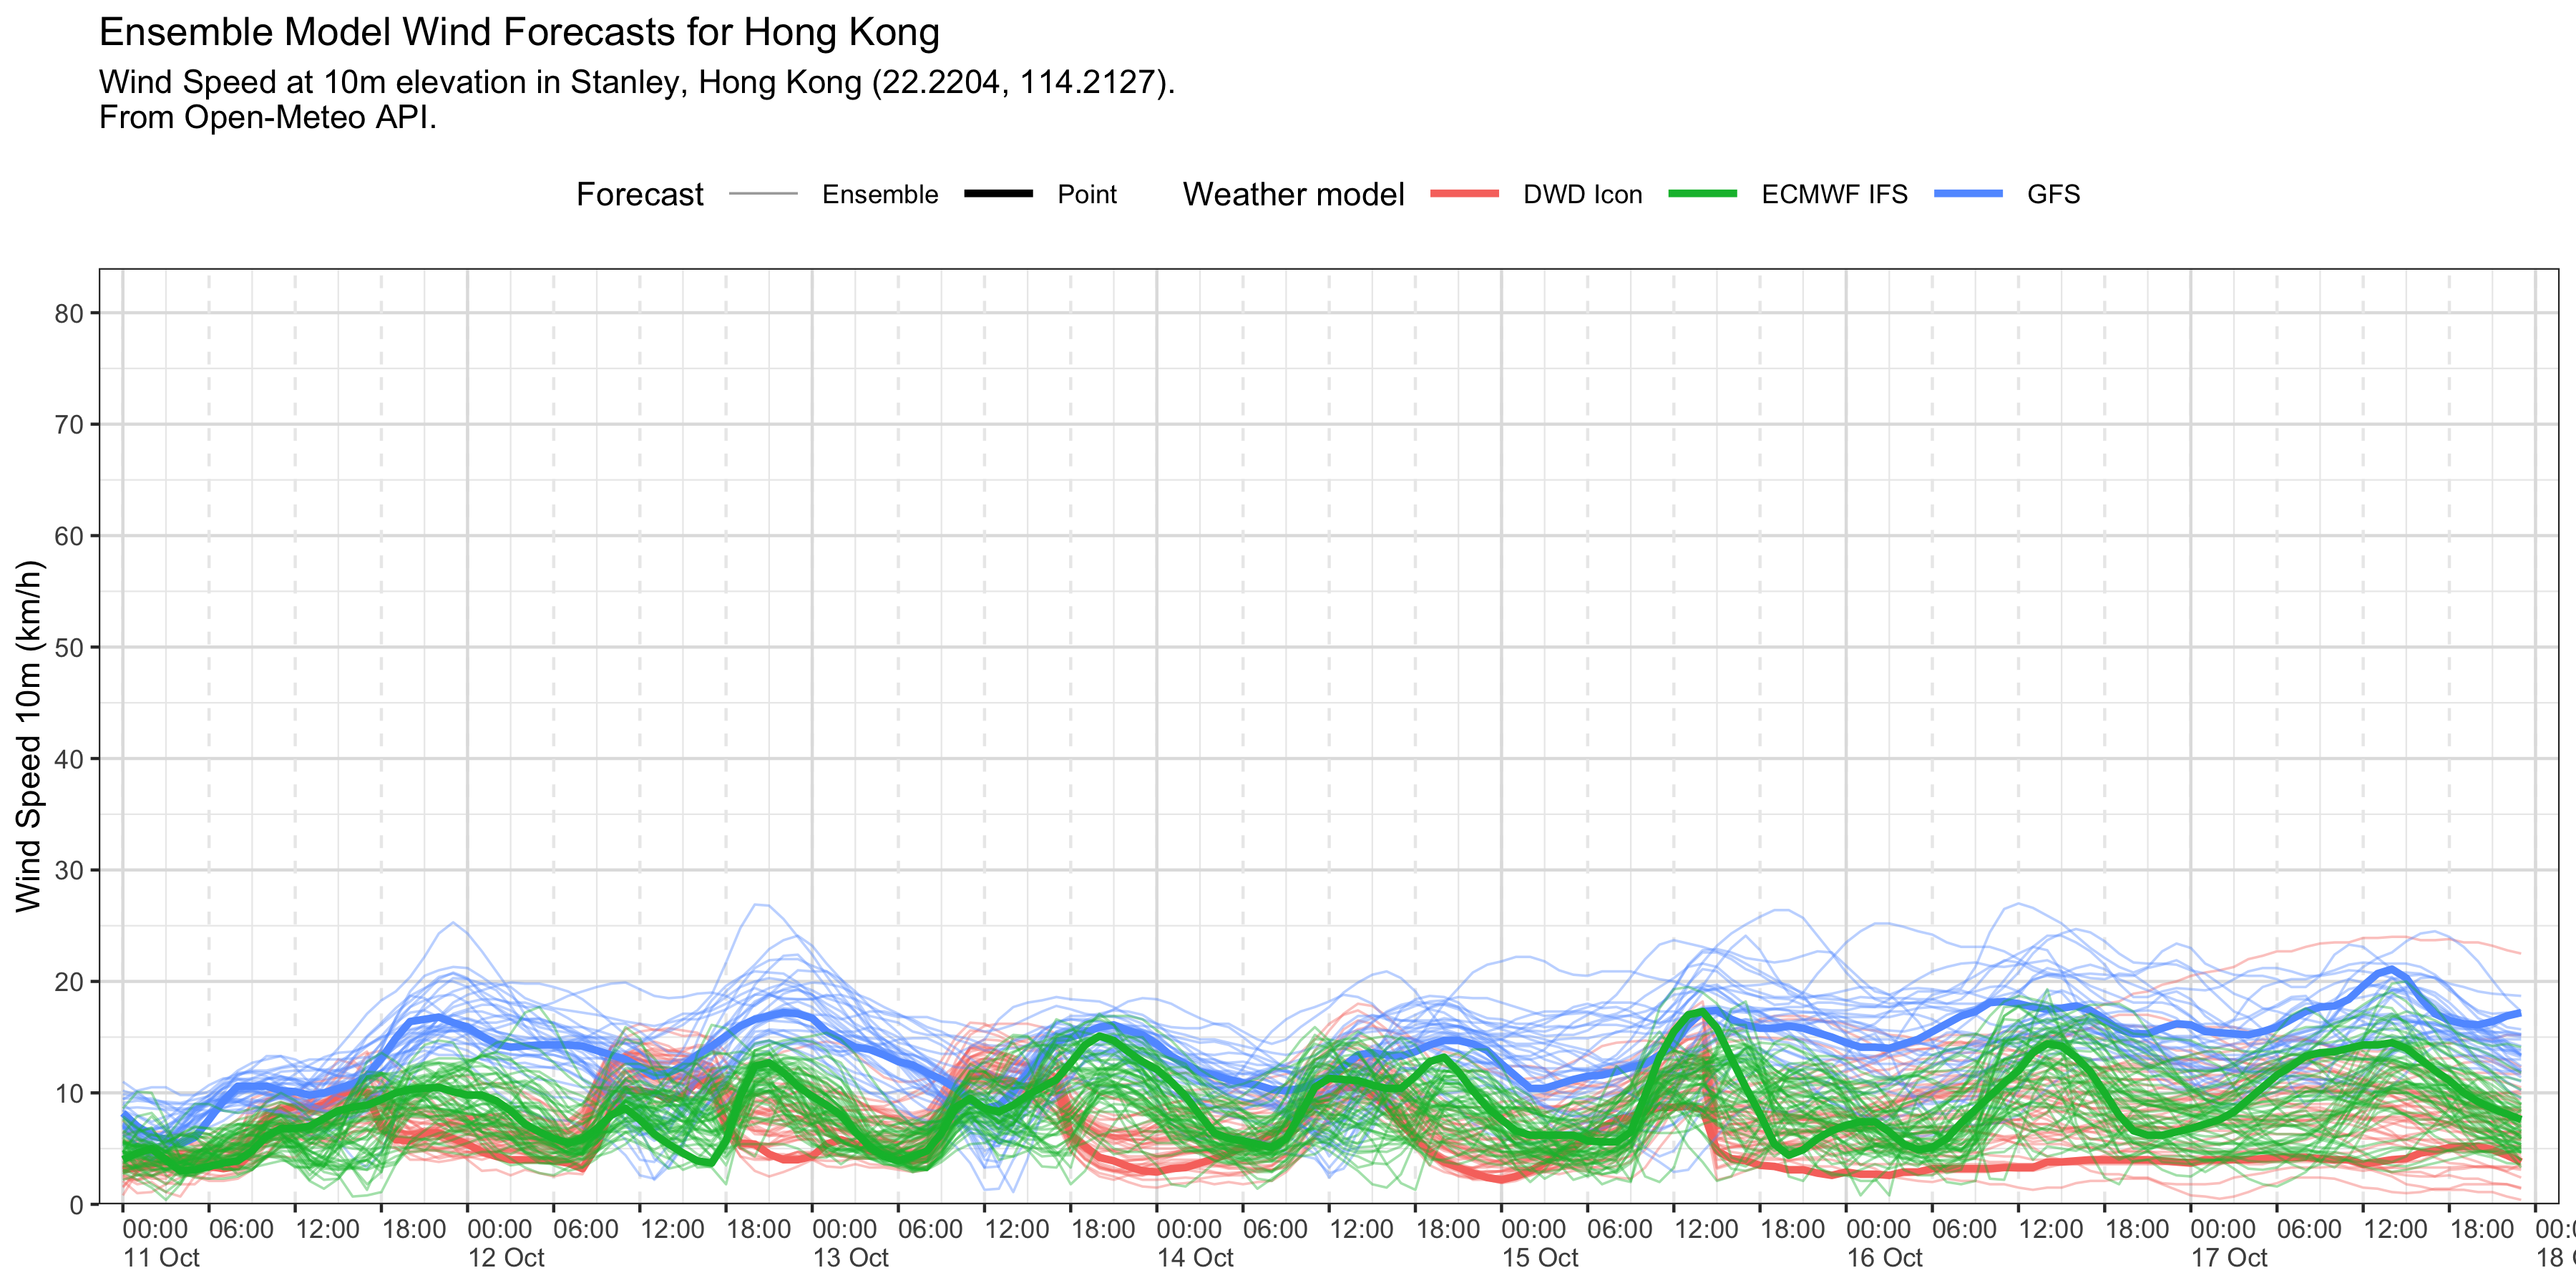 Ensemble Model Wind Forecasts for Hong Kong
Wind Speed at 10m elevation in Stanley, Hong Kong (22.2204, 114.2127).
From Open-Meteo API.
Forecast Ensemble Point Weather model DWD Icon ECMWF IFS GFS
Wind Speed 10m (km/h)
80
70
60
50
40
30
20
10
0
00:00 06:00 12:00 18:00 00:00 06:00 12:00 18:00 00:00 06:00 12:00 18:00 00:00 06:00 12:00 18:00 00:00 06:00 12:00 18:00 00:00 06:00 12:00 18:00 00:00 06:00 12:00 18:00
11 Oct 12 Oct 13 Oct 14 Oct 15 Oct 16 Oct 17 Oct 18